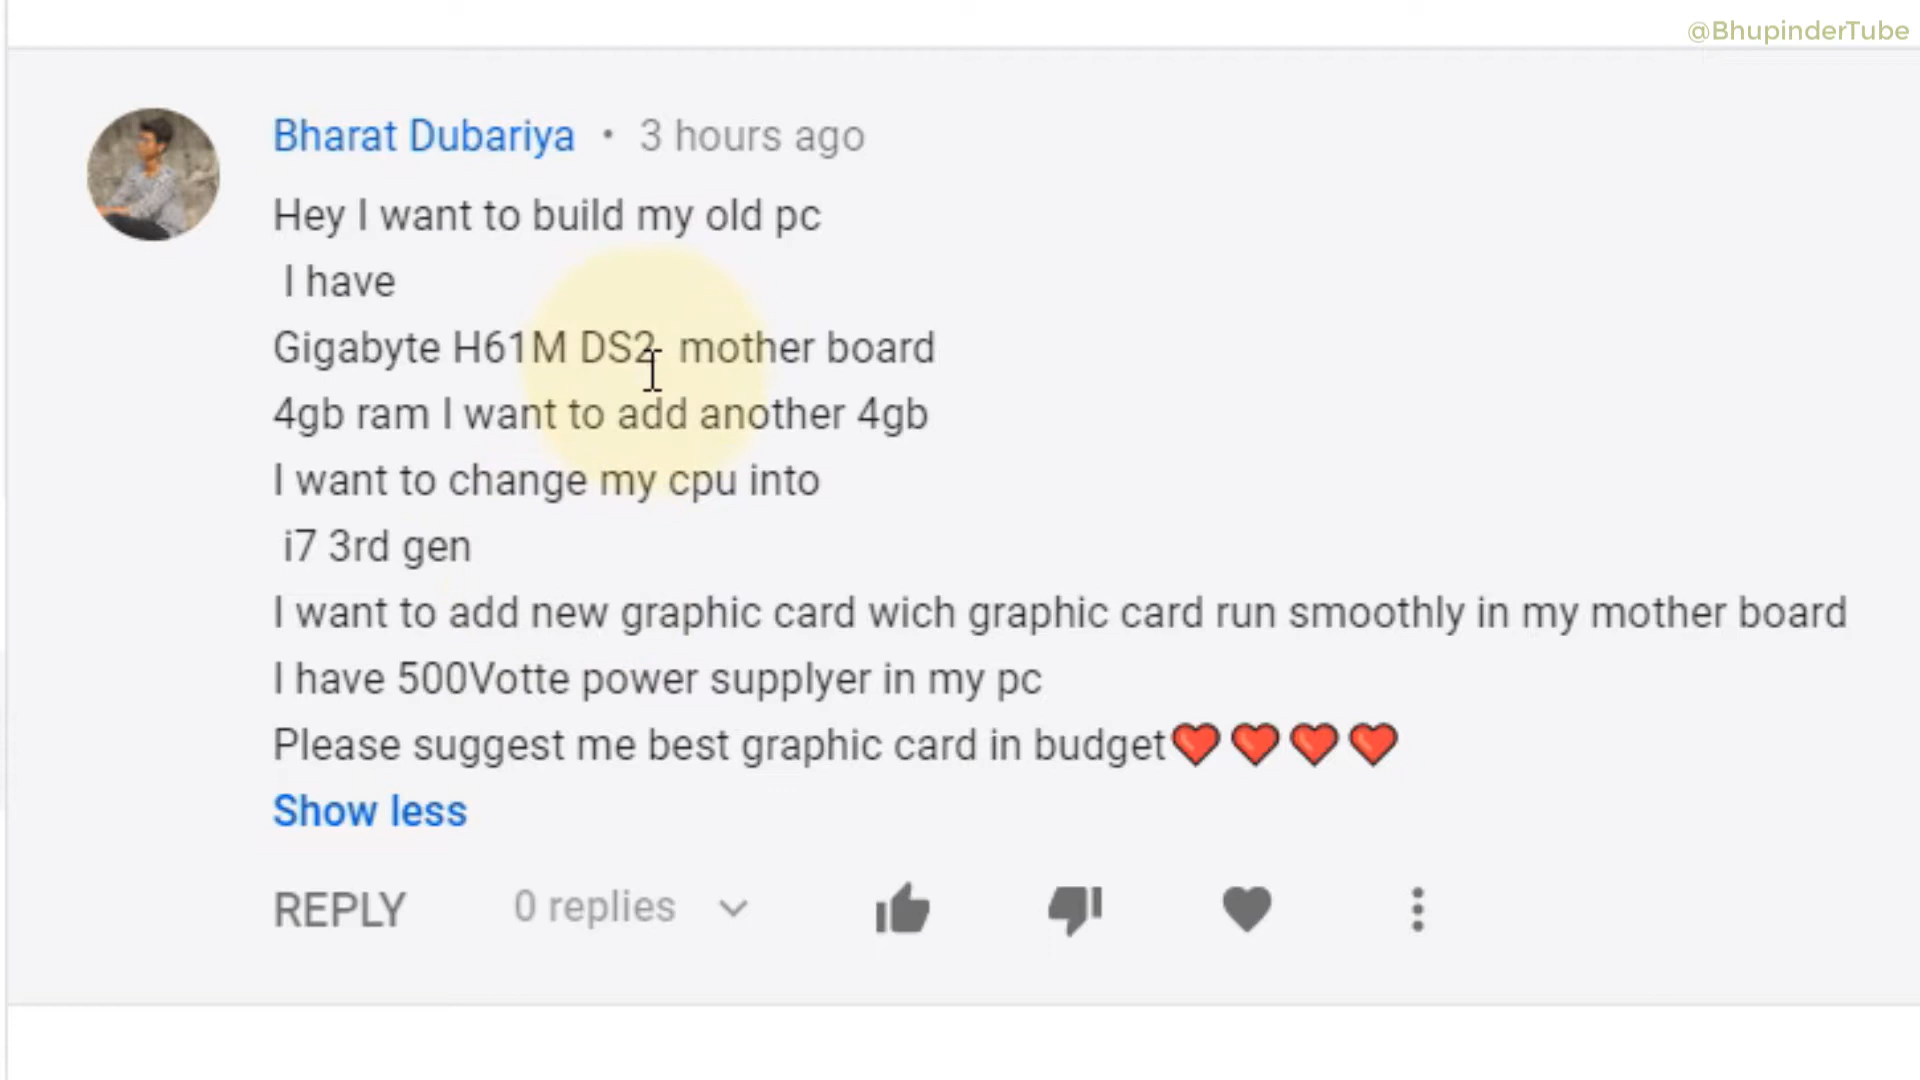 @BhupinderTube
Bharat Dubariya • 3 hours ago
Hey I want to build my old pc
I have
Gigabyte H61M DS2 mother board
4gb ram I want to add another 4gb
I want to change my cpu into
i7 3rd gen
I want to add new graphic card wich graphic card run smoothly in my mother board
I have 500Votte power supplyer in my pc
Please suggest me best graphic card in budget❤️❤️❤️❤️
Show less
REPLY 0 replies